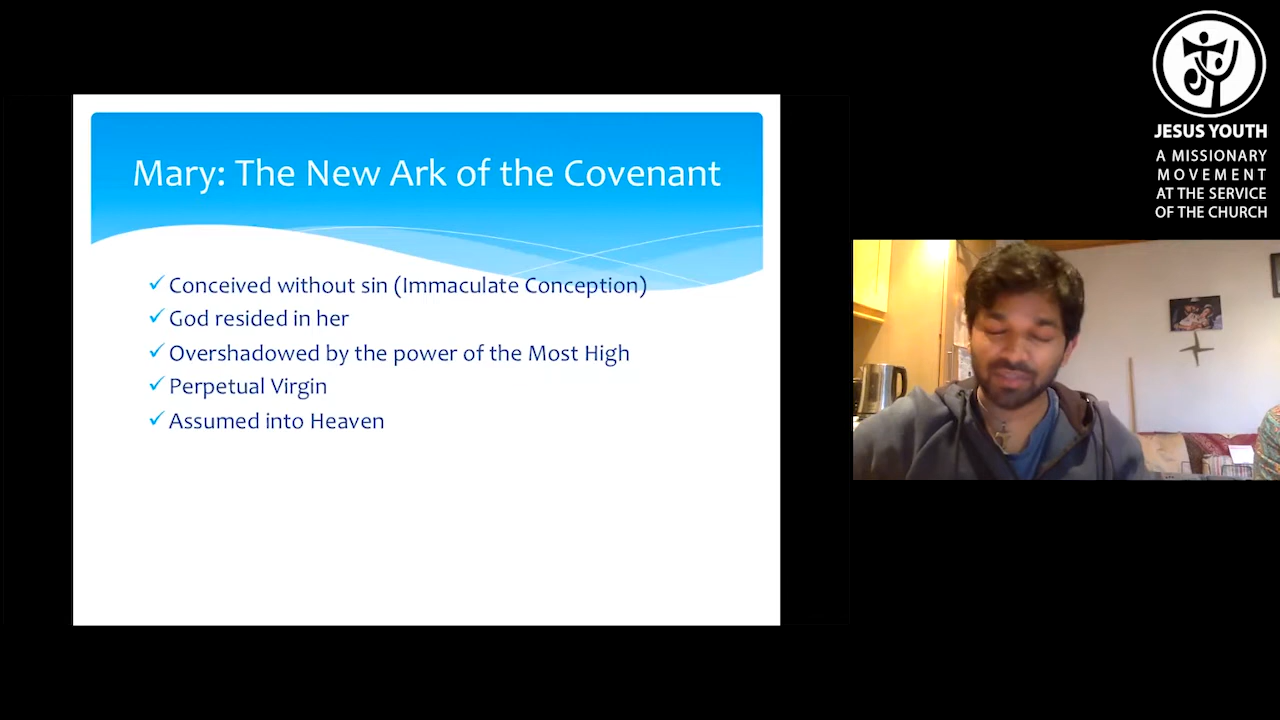 Mary: The New Ark of the Covenant
Conceived without sin (Immaculate Conception)
God resided in her
Overshadowed by the power of the Most High
Perpetual Virgin
Assumed into Heaven
JESUS YOUTH
A MISSIONARY
MOVEMENT
AT THE SERVICE
OF THE CHURCH